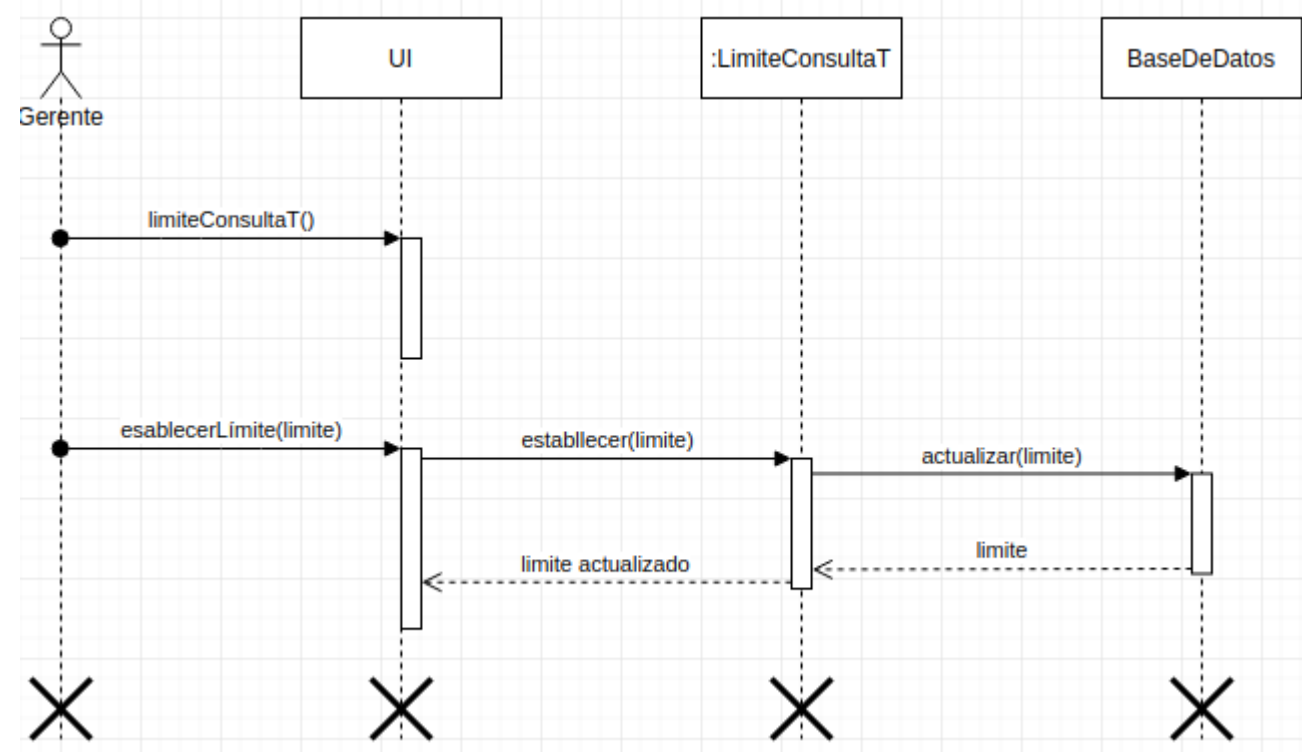 UI
:LimiteConsultaT
BaseDeDatos
Gerente
limiteConsultaT()
esablecerLímite(limite)
establlecer(limite)
actualizar(limite)
limite
limite actualizado